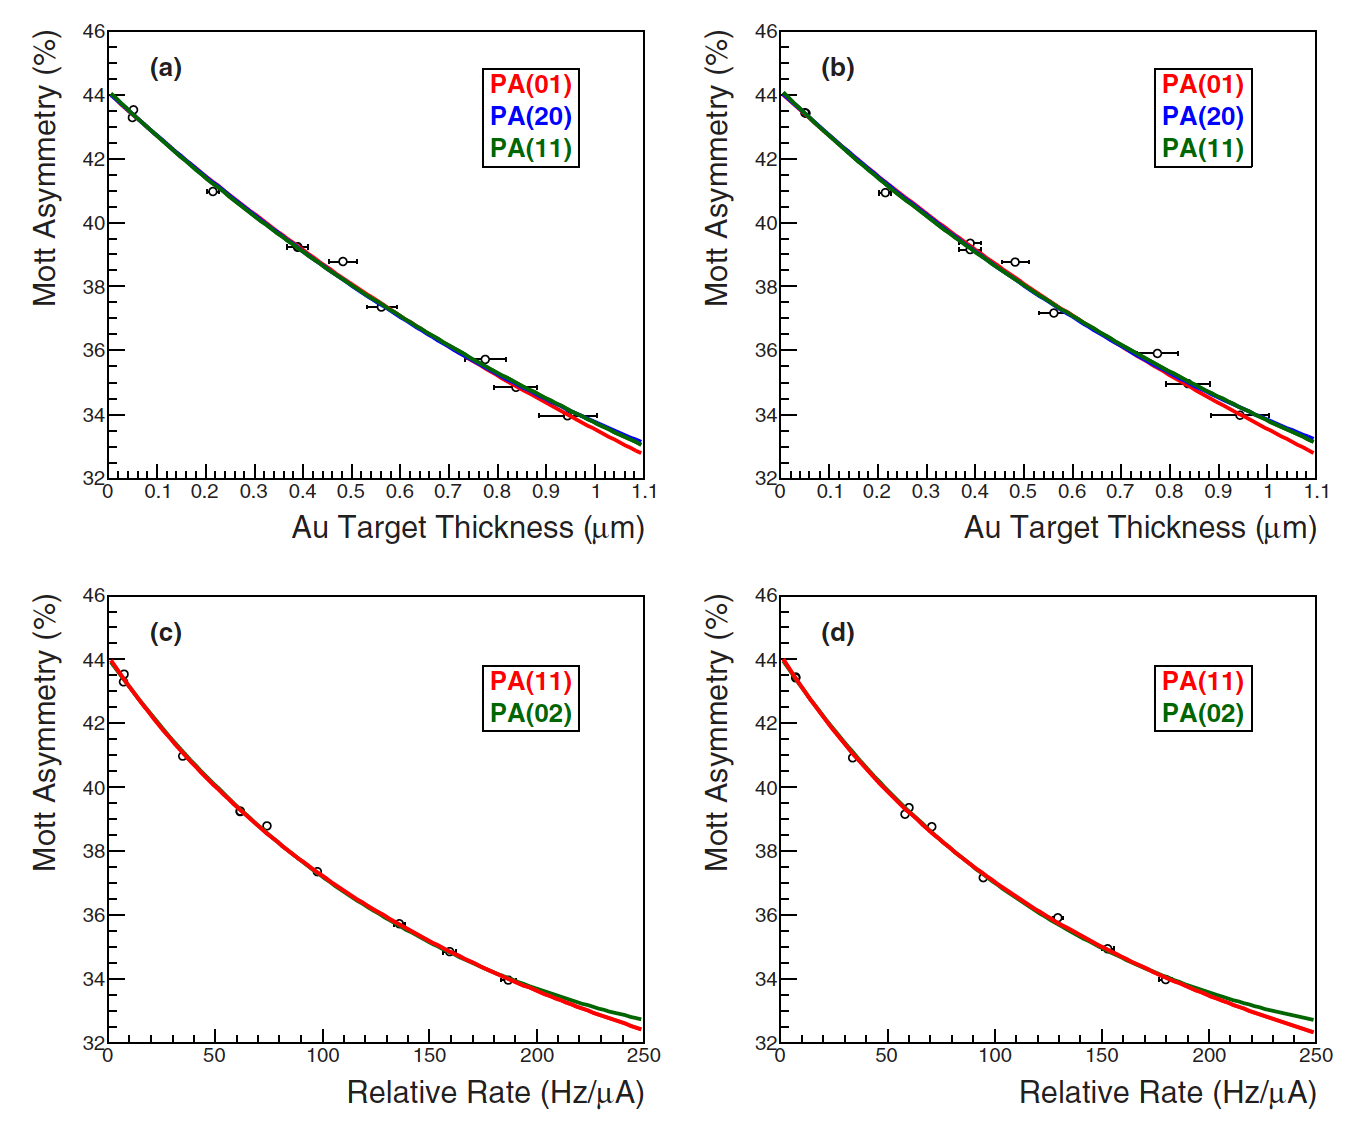 46
44
42
40
38
36
34
32
Mott Asymmetry (%)
(a)
PA(01)
PA(20)
PA(11)
0 0.1 0.2 0.3 0.4 0.5 0.6 0.7 0.8 0.9 1 1.1
Au Target Thickness (μm)
46
44
42
40
38
36
34
32
Mott Asymmetry (%)
(b)
PA(01)
PA(20)
PA(11)
0 0.1 0.2 0.3 0.4 0.5 0.6 0.7 0.8 0.9 1 1.1
Au Target Thickness (μm)
46
44
42
40
38
36
34
32
Mott Asymmetry (%)
(c)
PA(11)
PA(02)
0 50 100 150 200 250
Relative Rate (Hz/μA)
46
44
42
40
38
36
34
32
Mott Asymmetry (%)
(d)
PA(11)
PA(02)
0 50 100 150 200 250
Relative Rate (Hz/μA)